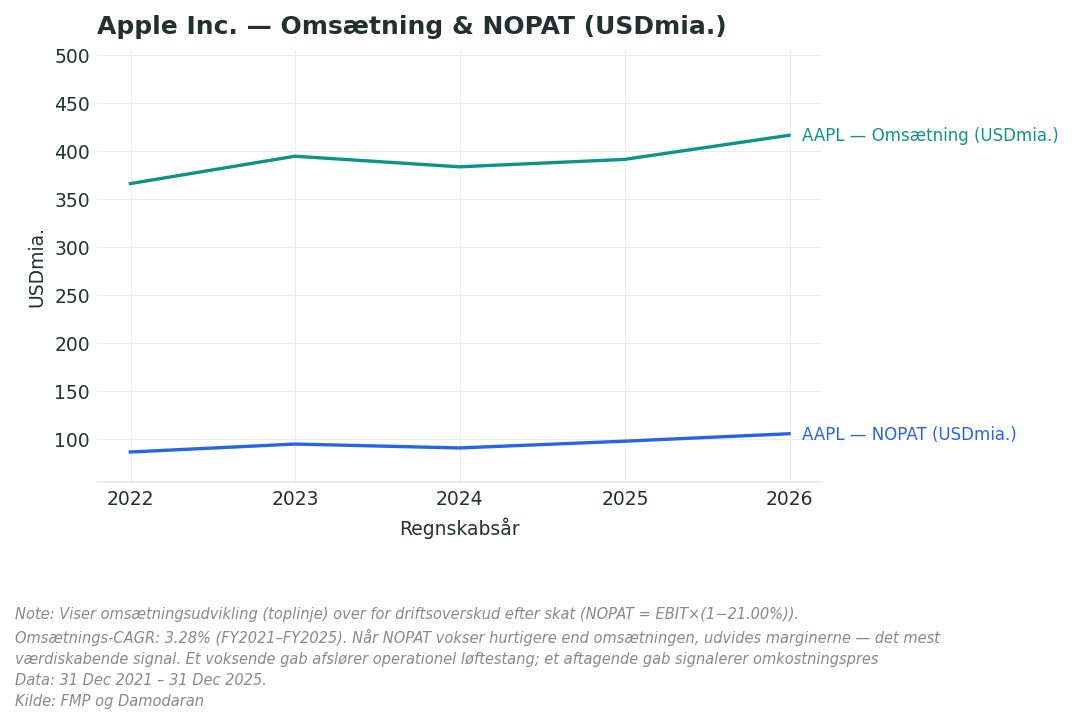 Apple Inc. — Omsætning & NOPAT (USDmia.)
500
450
400
350
300
250
200
150
100
USDmia.
AAPL — Omsætning (USDmia.)
AAPL — NOPAT (USDmia.)
2022 2023 2024 2025 2026
Regnskabsår
Note: Viser omsætningsudvikling (toplinje) over for driftsoverskud efter skat (NOPAT = EBIT×(1−21.00%)).
Omsætnings-CAGR: 3.28% (FY2021–FY2025). Når NOPAT vokser hurtigere end omsætningen, udvides marginerne — det mest
værdiskabende signal. Et voksende gab afslører operationel løftestang; et aftagende gab signalerer omkostningspres
Data: 31 Dec 2021 – 31 Dec 2025.
Kilde: FMP og Damodaran